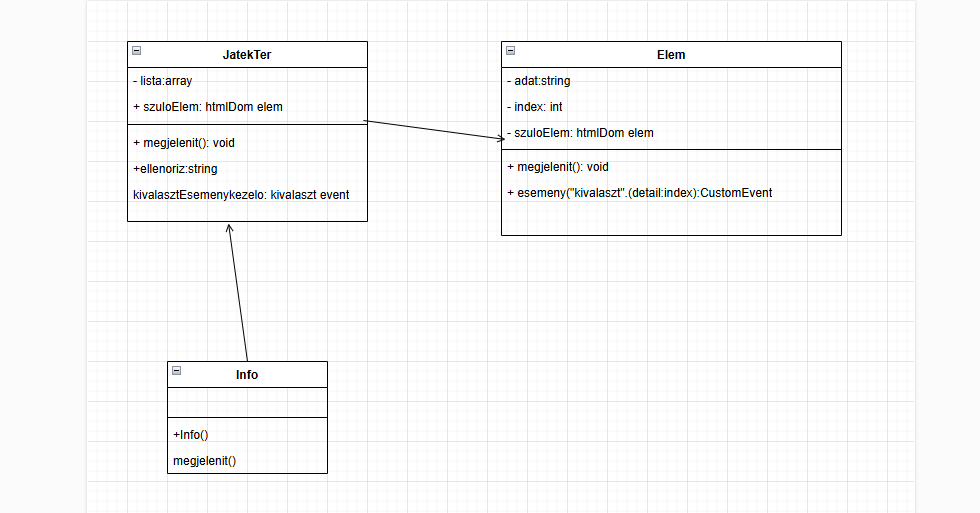 JatekTer
- lista:array
+ szuloElem: htmlDom elem
+ megjelenit(): void
+ellenoriz:string
kivalasztEsemenykezelo: kivalaszt event
Elem
- adat:string
- index: int
- szuloElem: htmlDom elem
+ megjelenit(): void
+ esemeny("kivalaszt".(detail:index):CustomEvent
Info
+Info()
megjelenit()